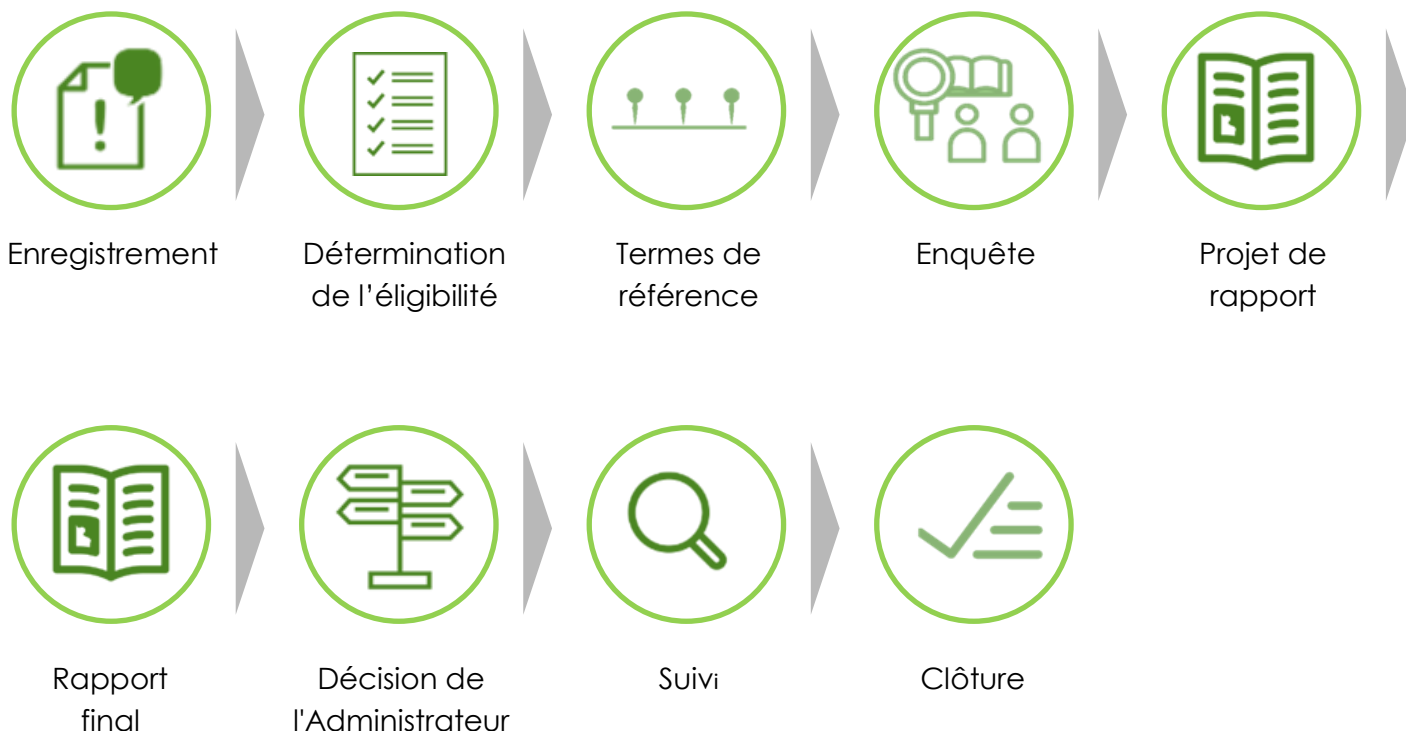 Enregistrement
Détermination
de l’éligibilité
Termes de
référence
Enquête
Projet de
rapport
Rapport
final
Décision de
l'Administrateur
Suivi
Clôture